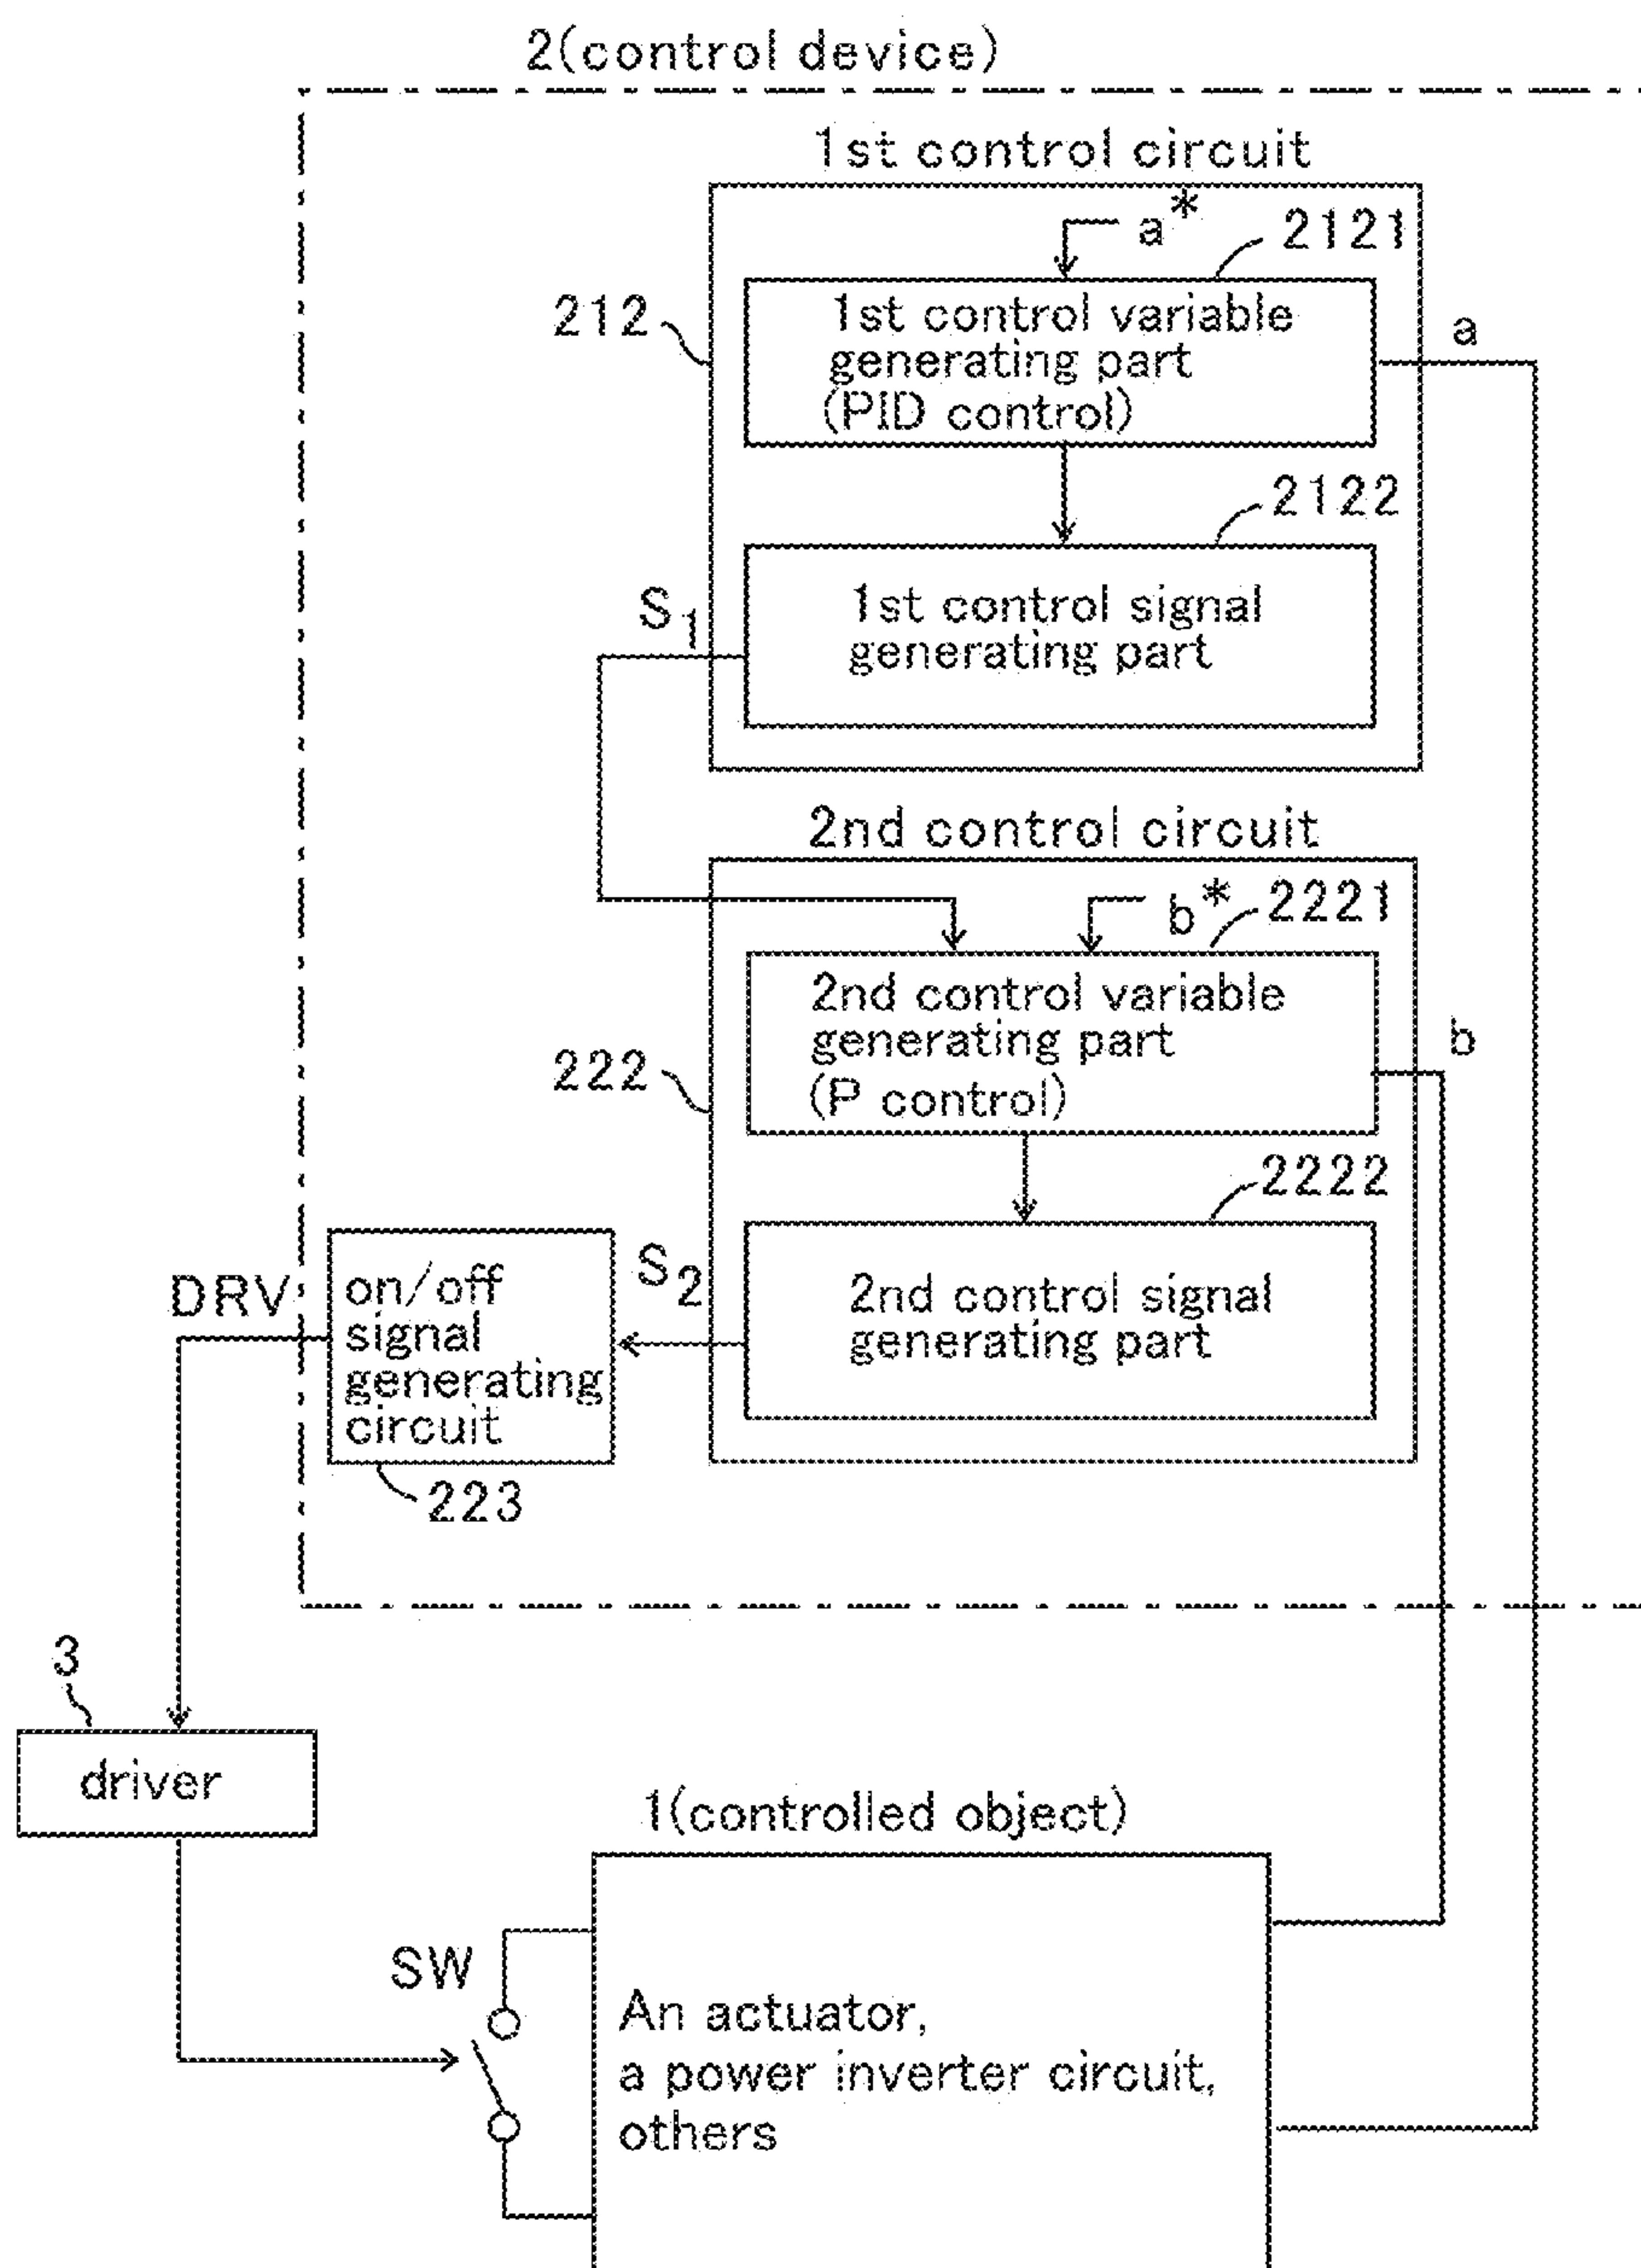 2(control device)
1st control circuit
a*
2121
212
1st control variable
generating part
(PID control)
a
2122
S1
1st control signal
generating part
2nd control circuit
b*
2221
2nd control variable
generating part
(P control)
222
b
2222
DRV
on/off
signal
generating
circuit
S2
2nd control signal
generating part
223
3
driver
1(controlled object)
SW
An actuator,
a power inverter circuit,
others